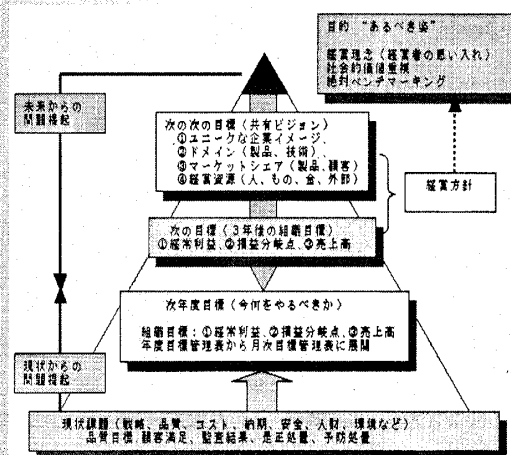 目的 “あるべき姿”
経営理念(経営者の思い入れ)
社会的価値重視
絶対ベンチマーキング
未来からの
問題提起
次の次の目標(共有ビジョン)
①ユニークな企業イメージ、
②ドメイン(製品、技術)
③マーケットシェア(製品、顧客)
④経営資源(人、もの、金、外部)
経営方針
次の目標(3年後の組織目標)
①経常利益、②損益分岐点、③売上高
次年度目標(今何をやるべきか)
組織目標:①経常利益、②損益分岐点、③売上高
年度目標管理表から月次目標管理表に展開
現状からの
問題提起
現状課題(戦略、品質、コスト、納期、安全、人財、環境など)
品質目標、顧客満足、監査結果、是正処置、予防処置